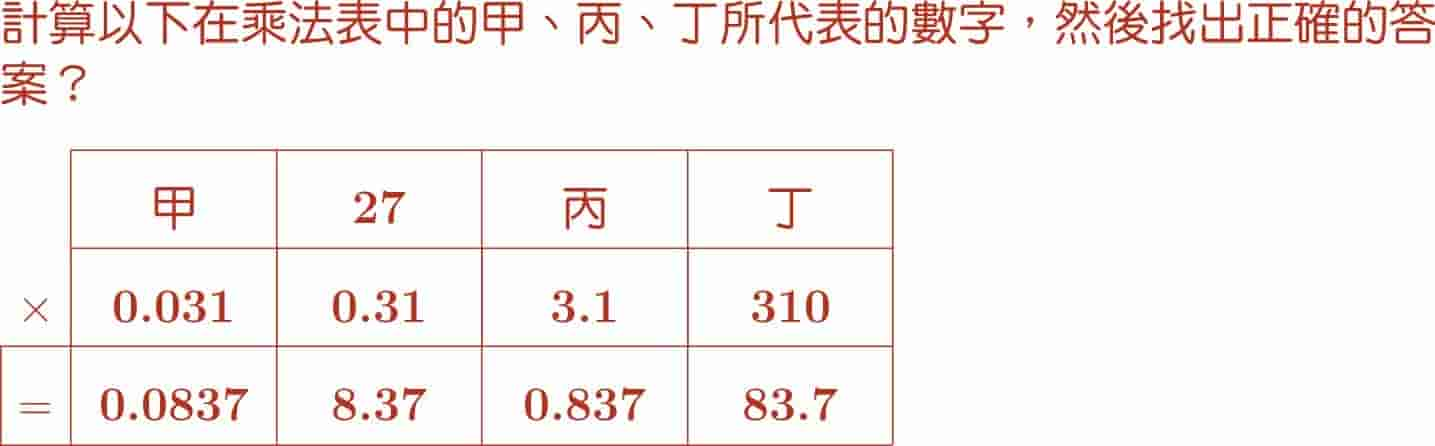 計算以下在乘法表中的甲、丙、丁所代表的數字，然後找出正確的答
案？
甲 27 丙 丁
× 0.031 0.31 3.1 310
= 0.0837 8.37 0.837 83.7